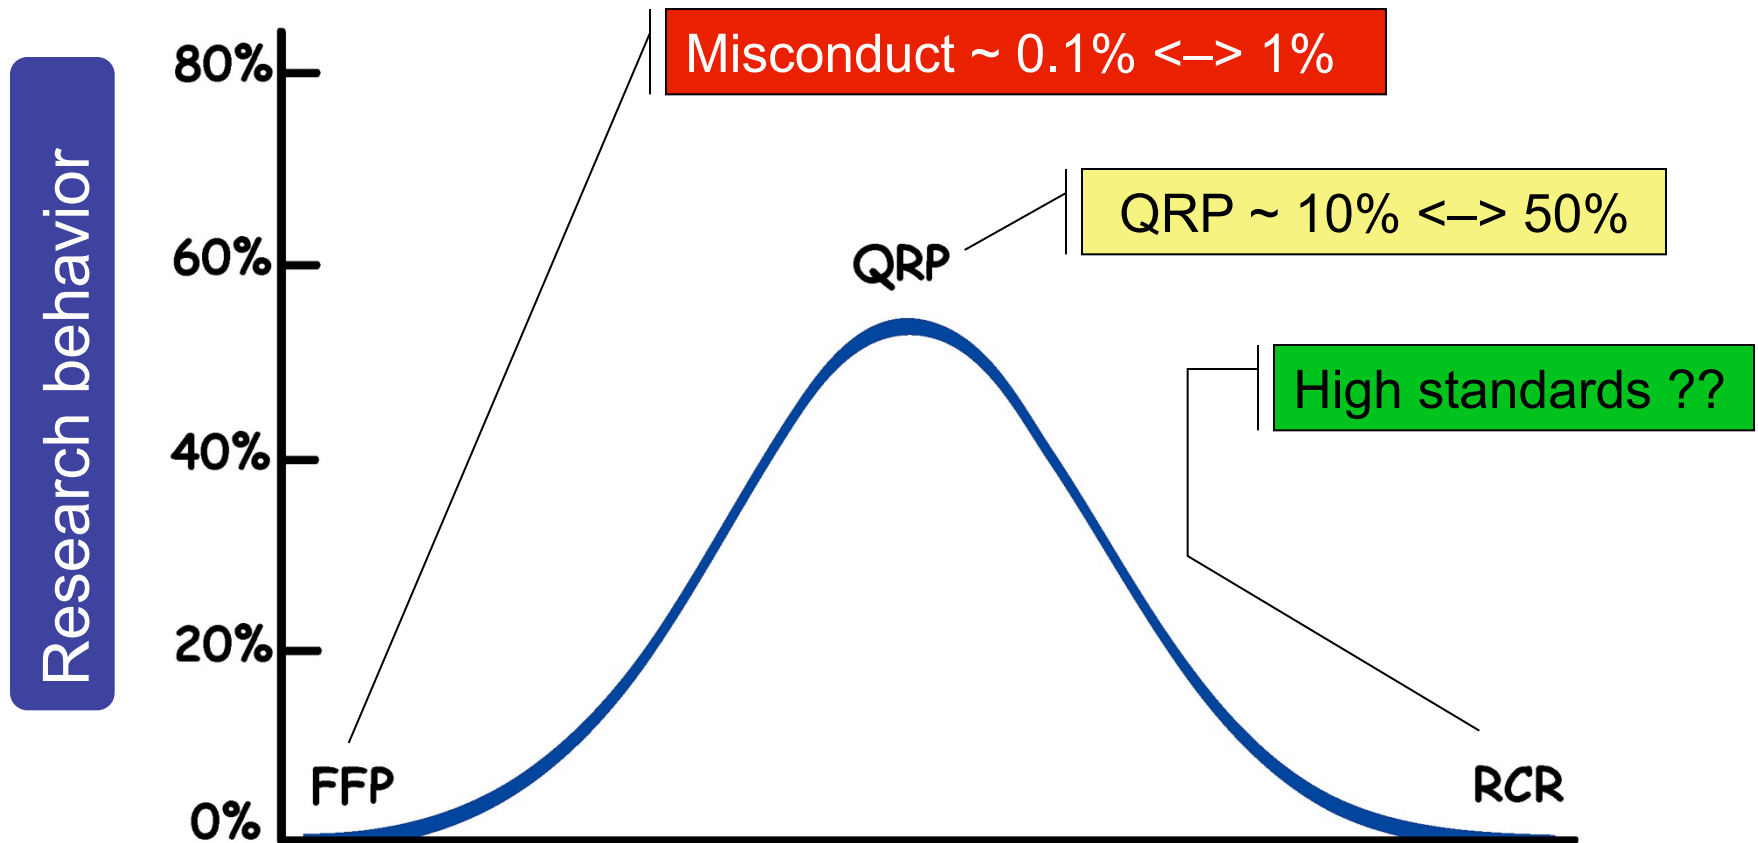 Research behavior
80%
60%
40%
20%
0%
Misconduct ~ 0.1% <–> 1%
QRP ~ 10% <–> 50%
QRP
High standards ??
FFP
RCR